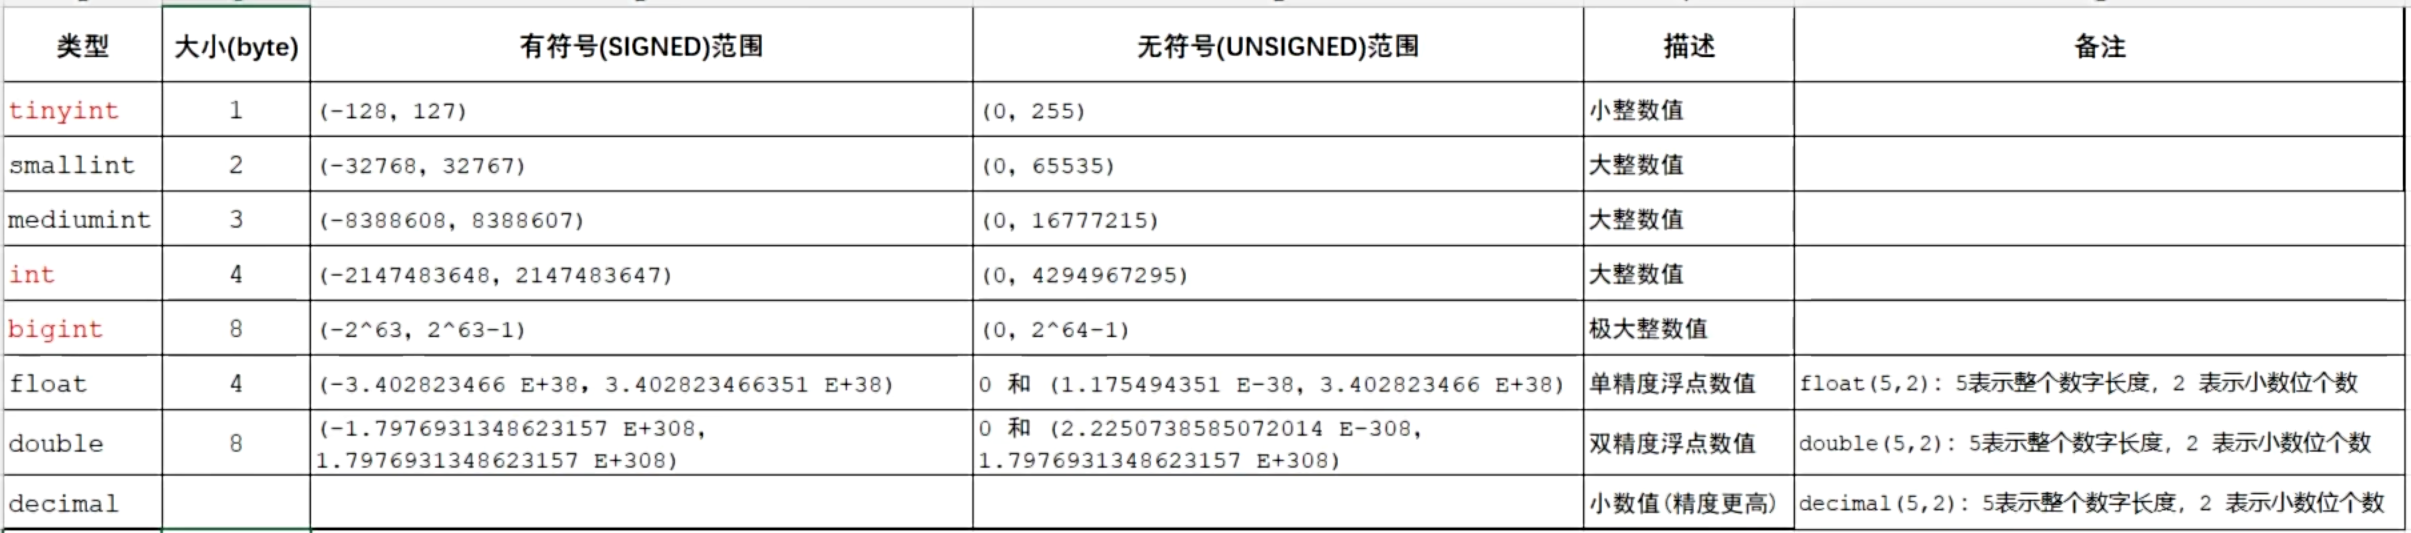 类型 大小(byte) 有符号(SIGNED)范围 无符号(UNSIGNED)范围 描述 备注
tinyint 1 (-128, 127) (0, 255) 小整数值
smallint 2 (-32768, 32767) (0, 65535) 大整数值
mediumint 3 (-8388608, 8388607) (0, 16777215) 大整数值
int 4 (-2147483648, 2147483647) (0, 4294967295) 大整数值
bigint 8 (-2^63, 2^63-1) (0, 2^64-1) 极大整数值
float 4 (-3.402823466 E+38, 3.402823466351 E+38) 0 和 (1.175494351 E-38, 3.402823466 E+38) 单精度浮点数值 float(5,2): 5表示整个数字长度, 2 表示小数位个数
double 8 (-1.7976931348623157 E+308, 0 和 (2.2250738585072014 E-308, 双精度浮点数值 double(5,2): 5表示整个数字长度, 2 表示小数位个数
1.7976931348623157 E+308) 1.7976931348623157 E+308)
decimal 小数值(精度更高) decimal(5,2): 5表示整个数字长度, 2 表示小数位个数